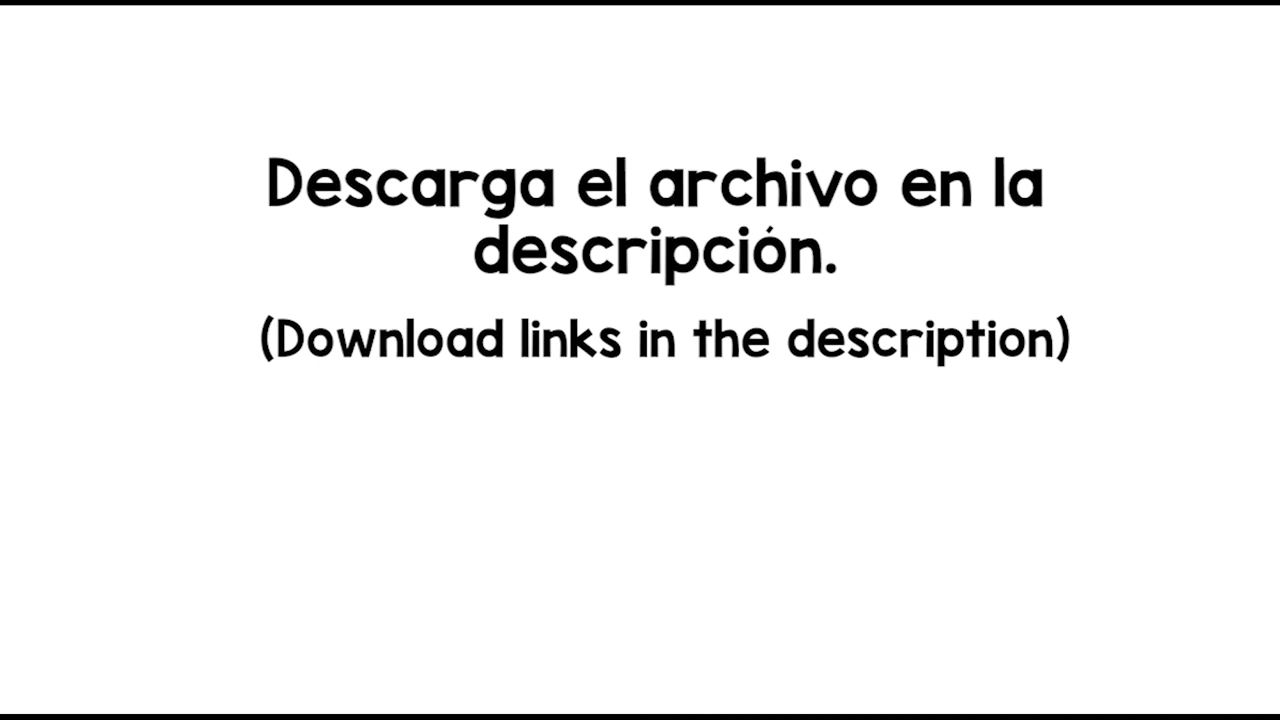 Descarga el archivo en la
descripción.
(Download links in the description)